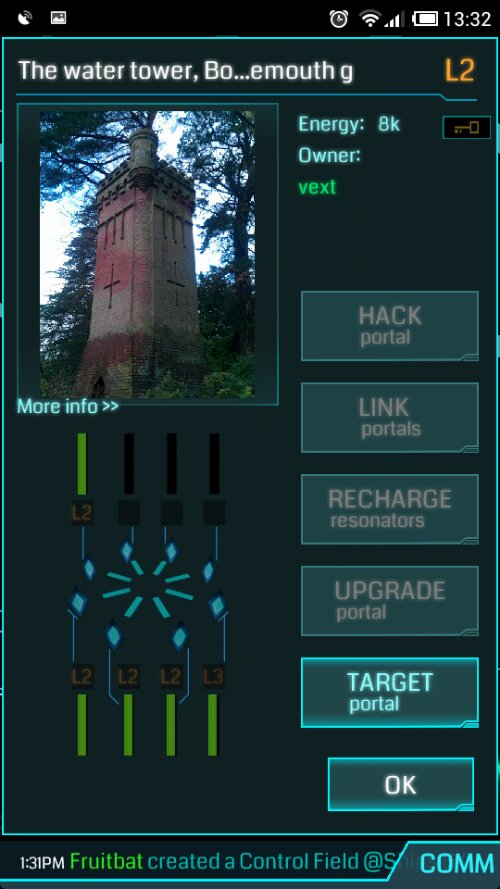 13:32
The water tower, Bo...emouth g
L2
Energy: 8k
Owner:
vext
HACK
portal
LINK
portals
More info >>
RECHARGE
resonators
L2
UPGRADE
portal
L2 L2 L2 L3
TARGET
portal
OK
1:31PM Fruitbat created a Control Field @Shi
COMM